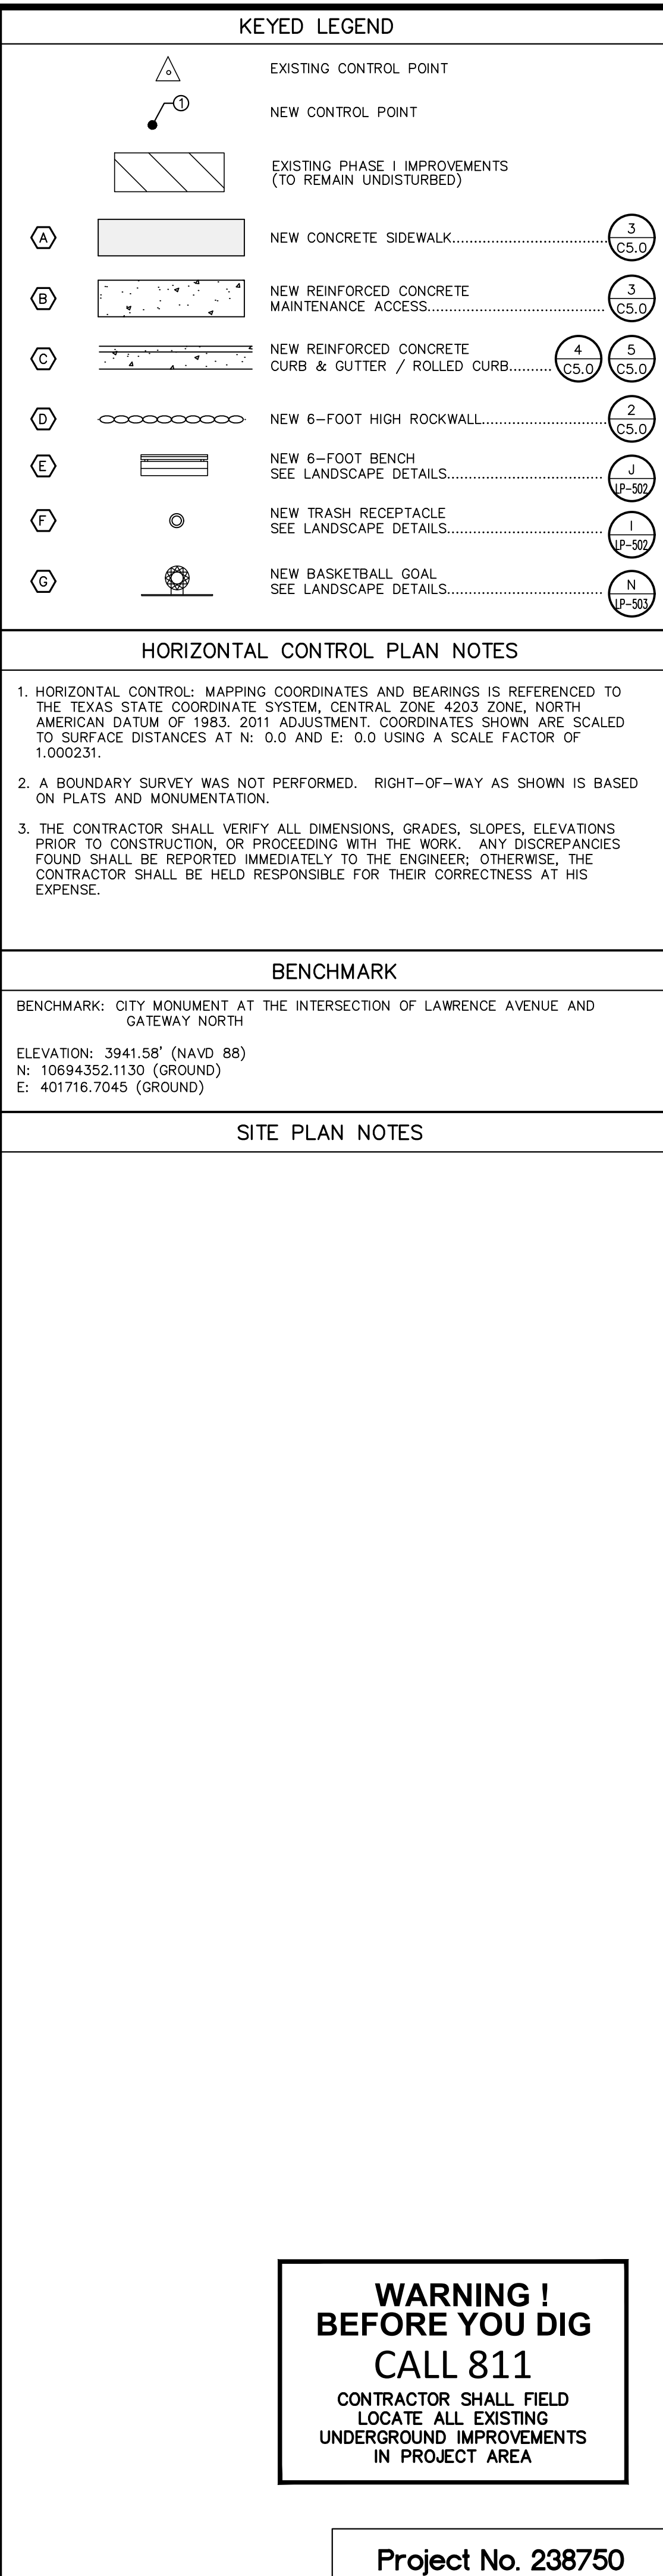 KEYED LEGEND
EXISTING CONTROL POINT
1
NEW CONTROL POINT
EXISTING PHASE I IMPROVEMENTS
(TO REMAIN UNDISTURBED)
A NEW CONCRETE SIDEWALK.................................. 3 C5.0
B NEW REINFORCED CONCRETE
MAINTENANCE ACCESS....................................... 3 C5.0
C NEW REINFORCED CONCRETE
CURB & GUTTER / ROLLED CURB......... 4 C5.0 5 C5.0
D NEW 6-FOOT HIGH ROCKWALL.......................... 2 C5.0
E NEW 6-FOOT BENCH
SEE LANDSCAPE DETAILS.................................. J LP-502
F NEW TRASH RECEPTACLE
SEE LANDSCAPE DETAILS.................................. I LP-502
G NEW BASKETBALL GOAL
SEE LANDSCAPE DETAILS.................................. N LP-503
HORIZONTAL CONTROL PLAN NOTES
1. HORIZONTAL CONTROL: MAPPING COORDINATES AND BEARINGS IS REFERENCED TO
THE TEXAS STATE COORDINATE SYSTEM, CENTRAL ZONE 4203 ZONE, NORTH
AMERICAN DATUM OF 1983. 2011 ADJUSTMENT. COORDINATES SHOWN ARE SCALED
TO SURFACE DISTANCES AT N: 0.0 AND E: 0.0 USING A SCALE FACTOR OF
1.000231.
2. A BOUNDARY SURVEY WAS NOT PERFORMED. RIGHT-OF-WAY AS SHOWN IS BASED
ON PLATS AND MONUMENTATION.
3. THE CONTRACTOR SHALL VERIFY ALL DIMENSIONS, GRADES, SLOPES, ELEVATIONS
PRIOR TO CONSTRUCTION, OR PROCEEDING WITH THE WORK. ANY DISCREPANCIES
FOUND SHALL BE REPORTED IMMEDIATELY TO THE ENGINEER; OTHERWISE, THE
CONTRACTOR SHALL BE HELD RESPONSIBLE FOR THEIR CORRECTNESS AT HIS
EXPENSE.
BENCHMARK
BENCHMARK: CITY MONUMENT AT THE INTERSECTION OF LAWRENCE AVENUE AND
GATEWAY NORTH
ELEVATION: 3941.58' (NAVD 88)
N: 10694352.1130 (GROUND)
E: 401716.7045 (GROUND)
SITE PLAN NOTES
WARNING !
BEFORE YOU DIG
CALL 811
CONTRACTOR SHALL FIELD
LOCATE ALL EXISTING
UNDERGROUND IMPROVEMENTS
IN PROJECT AREA
Project No. 238750